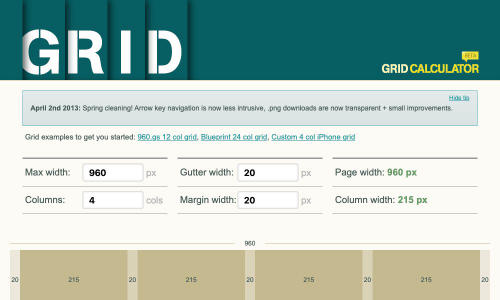 GRID
BETA
GRIDCALCULATOR
Hide tip
April 2nd 2013: Spring cleaning! Arrow key navigation is now less intrusive, .png downloads are now transparent + small improvements.
Grid examples to get you started: 960.gs 12 col grid, Blueprint 24 col grid, Custom 4 col iPhone grid
Max width: 960 px Gutter width: 20 px Page width: 960 px
Columns: 4 cols Margin width: 20 px Column width: 215 px
960
20 215 20 215 20 215 20 215 20